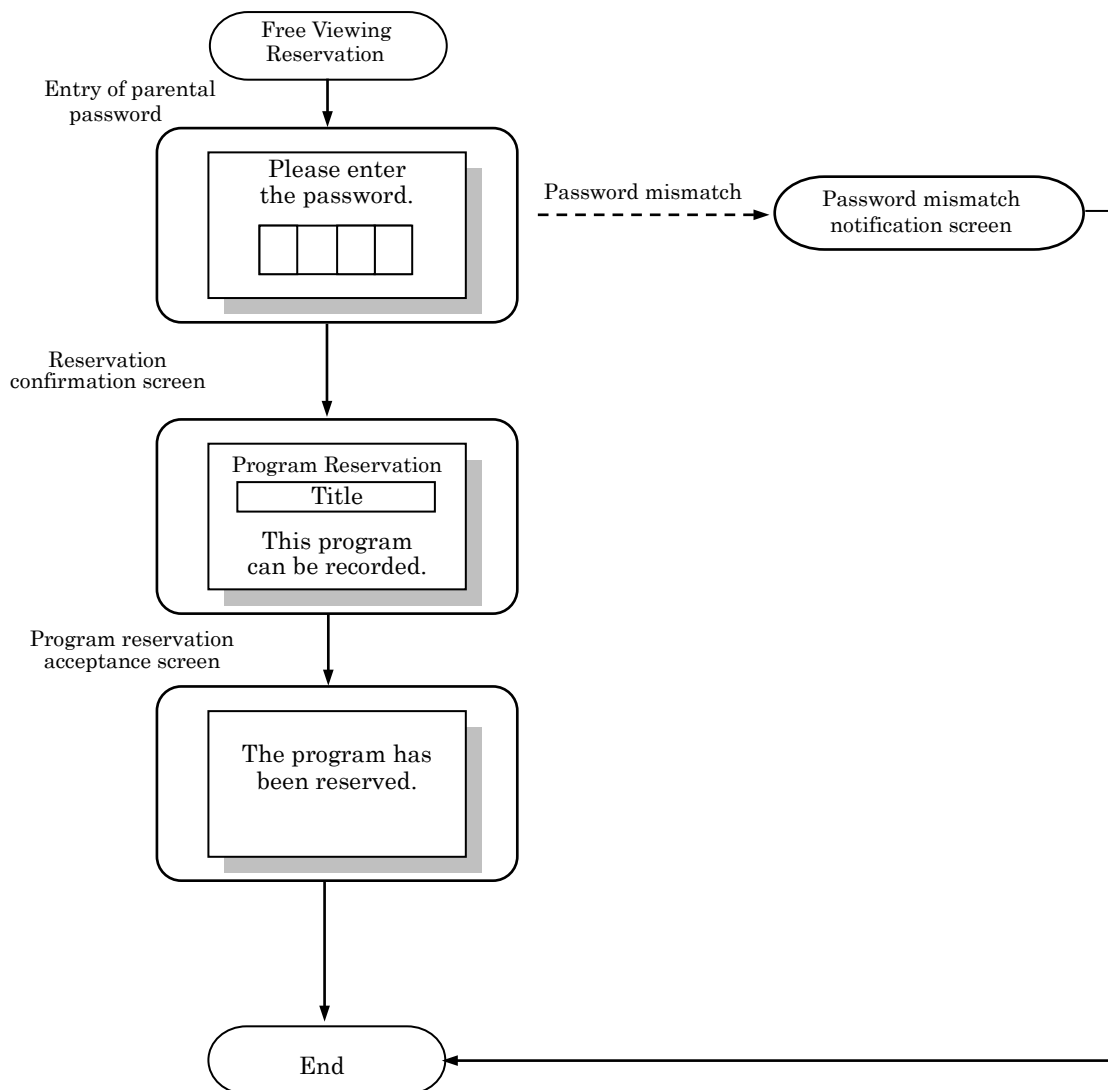 Free Viewing
Reservation
Entry of parental
password
Please enter
the password.
Password mismatch
Password mismatch
notification screen
Reservation
confirmation screen
Program Reservation
Title
This program
can be recorded.
Program reservation
acceptance screen
The program has
been reserved.
End